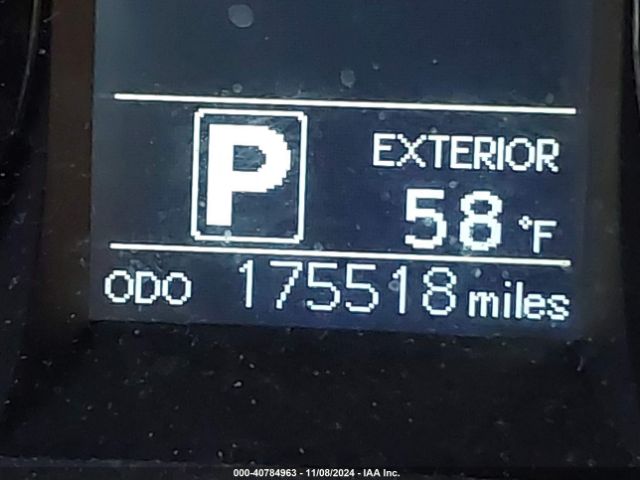 P
EXTERIOR
58 °F
ODO 175518 miles
000-40784963 - 11/08/2024 - IAA Inc.